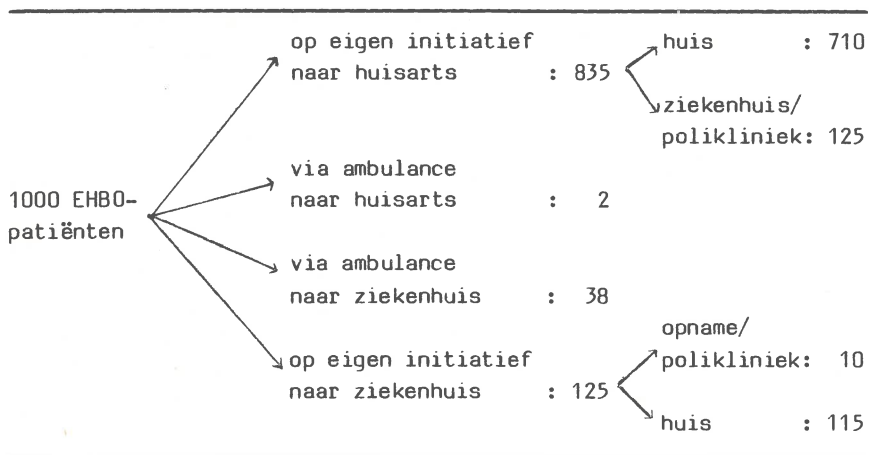 op eigen initiatief
naar huisarts : 835
huis : 710
ziekenhuis/
polikliniek: 125
1000 EHBO-
patiënten
via ambulance
naar huisarts : 2
via ambulance
naar ziekenhuis : 38
op eigen initiatief
naar ziekenhuis : 125
opname/
polikliniek: 10
huis : 115